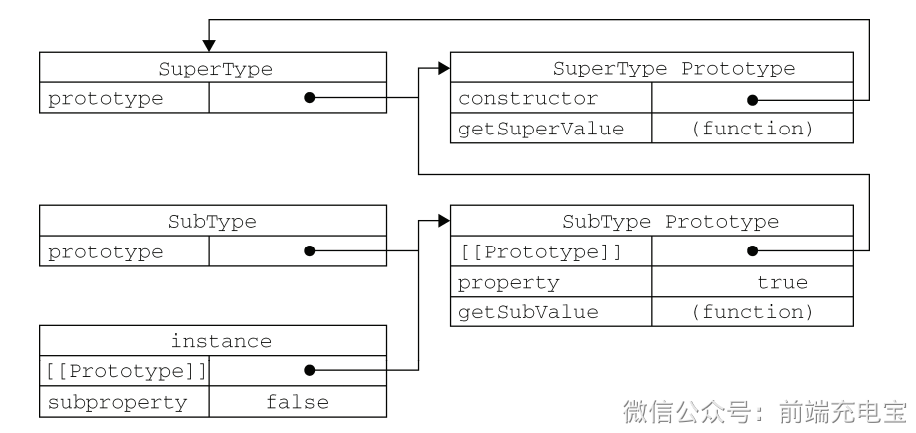 SuperType
prototype
SuperType Prototype
constructor
getSuperValue (function)
SubType
prototype
SubType Prototype
[[Prototype]]
property true
getSubValue (function)
instance
[[Prototype]]
subproperty false
微信公众号：前端充电宝